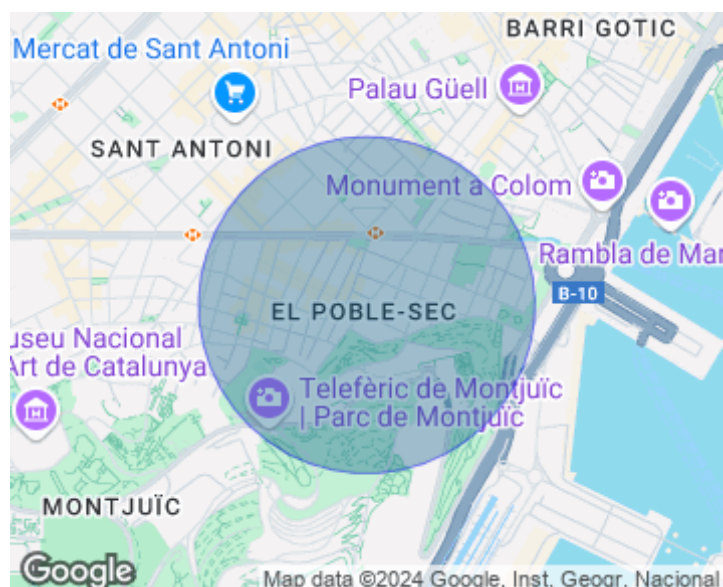 BARRI GOTIC
Mercat de Sant Antoni
Palau Güell
SANT ANTONI
Monument a Colom
Rambla de Mar
B-10
EL POBLE-SEC
useu Nacional
Art de Catalunya
Telefèric de Montjuïc
| Parc de Montjuïc
MONTJUÏC
Google
Map data ©2024 Google, Inst. Geogr. Nacional